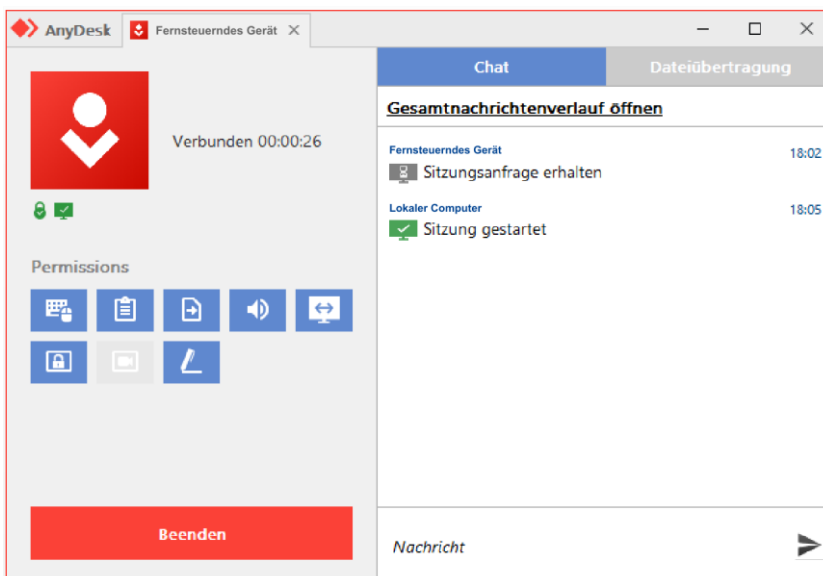 AnyDesk
Fernsteuerndes Gerät
Verbunden 00:00:26
Permissions
Beenden
Chat
Dateiübertragung
Gesamtnachrichtenverlauf öffnen
Fernsteuerndes Gerät 18:02
Sitzungsanfrage erhalten
Lokaler Computer 18:05
Sitzung gestartet
Nachricht